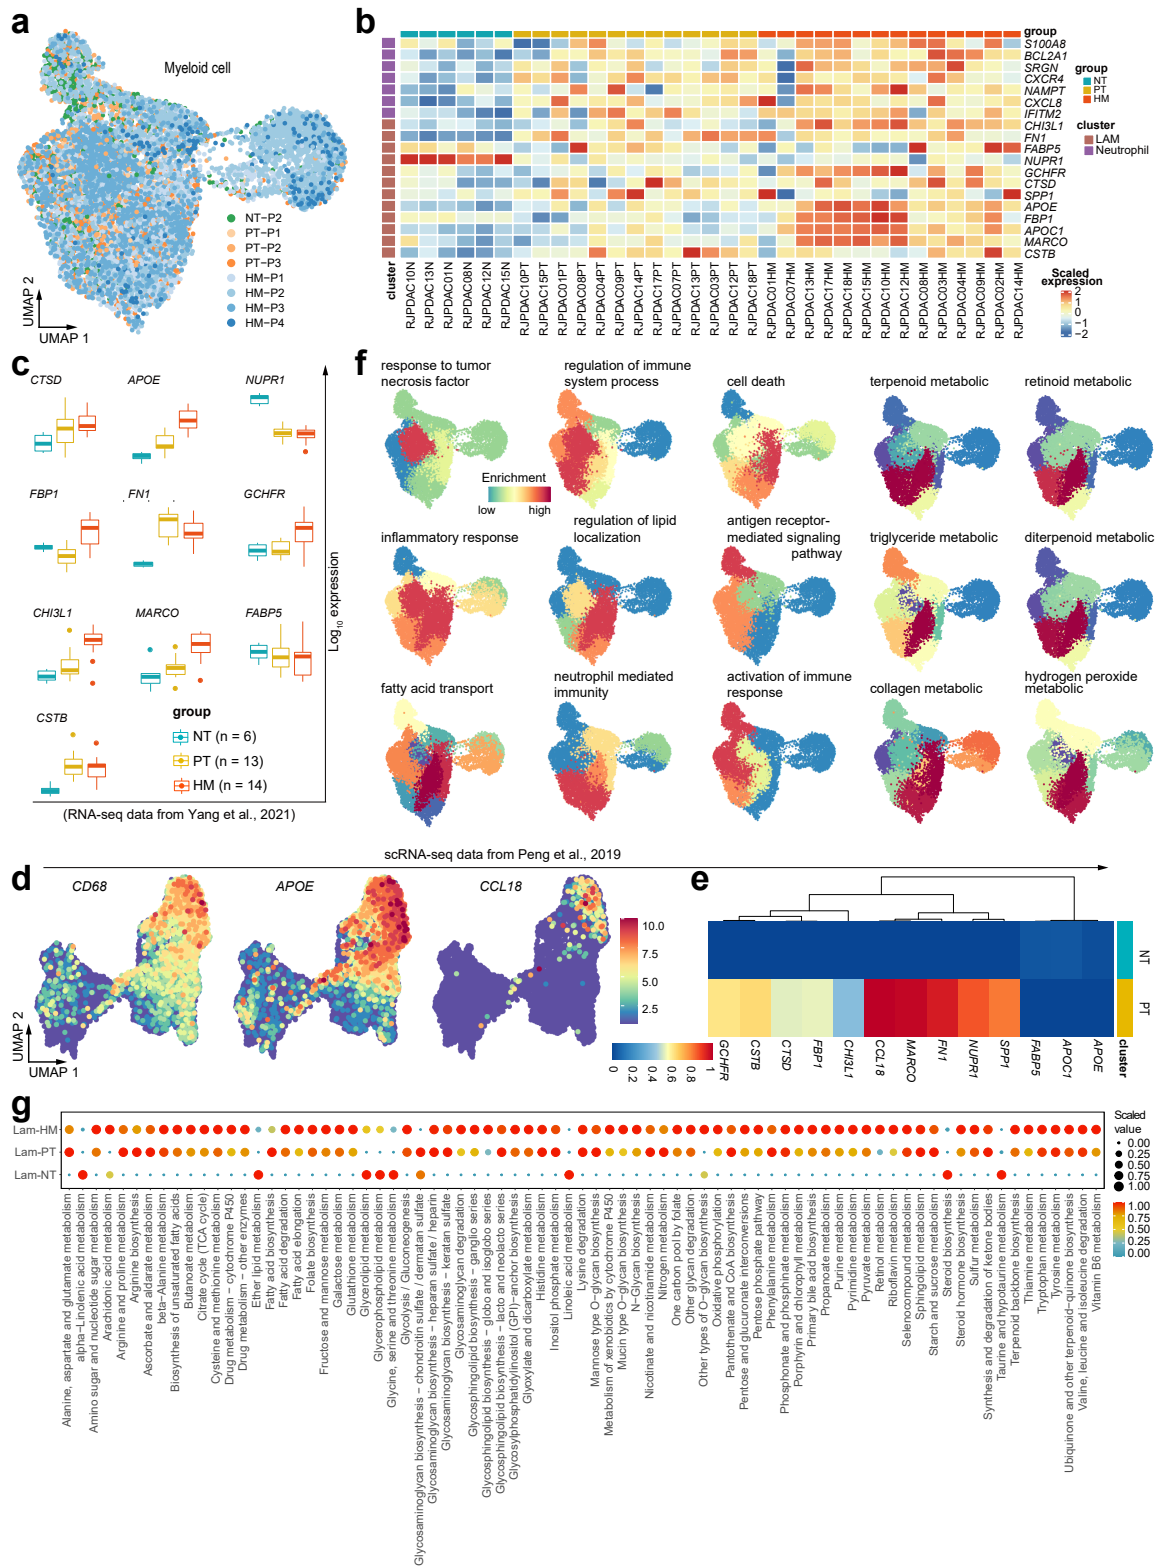 a
Myeloid cell
NT−P2
PT−P1
PT−P2
PT−P3
HM−P1
HM−P2
HM−P3
HM−P4
UMAP 2
UMAP 1
b
group
S100A8
BCL2A1
SRGN
CXCR4
NAMPT
CXCL8
IFITM2
CHI3L1
FN1
FABP5
NUPR1
GCHFR
CTSD
SPP1
APOE
FBP1
APOC1
MARCO
CSTB
group
NT
PT
HM
cluster
LAM
Neutrophil
cluster
RJPDAC10N
RJPDAC13N
RJPDAC01N
RJPDAC08N
RJPDAC12N
RJPDAC15N
RJPDAC10PT
RJPDAC15PT
RJPDAC01PT
RJPDAC08PT
RJPDAC04PT
RJPDAC09PT
RJPDAC14PT
RJPDAC17PT
RJPDAC07PT
RJPDAC13PT
RJPDAC03PT
RJPDAC12PT
RJPDAC18PT
RJPDAC01HM
RJPDAC07HM
RJPDAC13HM
RJPDAC17HM
RJPDAC18HM
RJPDAC15HM
RJPDAC10HM
RJPDAC12HM
RJPDAC08HM
RJPDAC03HM
RJPDAC04HM
RJPDAC09HM
RJPDAC02HM
RJPDAC14HM
Scaled
expression
2
1
0
−1
−2
c
CTSD
APOE
NUPR1
FBP1
FN1
GCHFR
CHI3L1
MARCO
FABP5
CSTB
group
NT (n = 6)
PT (n = 13)
HM (n = 14)
Log10 expression
(RNA-seq data from Yang et al., 2021)
f
response to tumor
necrosis factor
regulation of immune
system process
cell death
terpenoid metabolic
retinoid metabolic
Enrichment
low
high
inflammatory response
regulation of lipid
localization
antigen receptor-
mediated signaling
pathway
triglyceride metabolic
diterpenoid metabolic
fatty acid transport
neutrophil mediated
immunity
activation of immune
response
collagen metabolic
hydrogen peroxide
metabolic
scRNA-seq data from Peng et al., 2019
d
CD68
APOE
CCL18
10.0
7.5
5.0
2.5
UMAP 2
UMAP 1
e
NT
PT
cluster
GCHFR
CSTB
CTSD
FBP1
CHI3L1
CCL18
MARCO
FN1
NUPR1
SPP1
FABP5
APOC1
APOE
0
0.2
0.4
0.6
0.8
1
g
Lam-HM
Lam-PT
Lam-NT
Scaled
value
0.00
0.25
0.50
0.75
1.00
1.00
0.75
0.50
0.25
0.00
Alanine, aspartate and glutamate metabolism
alpha−Linolenic acid metabolism
Amino sugar and nucleotide sugar metabolism
Arachidonic acid metabolism
Arginine and proline metabolism
Arginine biosynthesis
Ascorbate and aldarate metabolism
beta−Alanine metabolism
Biosynthesis of unsaturated fatty acids
Butanoate metabolism
Citrate cycle (TCA cycle)
Cysteine and methionine metabolism
Drug metabolism − cytochrome P450
Drug metabolism − other enzymes
Ether lipid metabolism
Fatty acid biosynthesis
Fatty acid degradation
Fatty acid elongation
Folate biosynthesis
Fructose and mannose metabolism
Galactose metabolism
Glutathione metabolism
Glycerolipid metabolism
Glycerophospholipid metabolism
Glycine, serine and threonine metabolism
Glycolysis / Gluconeogenesis
Glycosaminoglycan biosynthesis − chondroitin sulfate / dermatan sulfate
Glycosaminoglycan biosynthesis − heparan sulfate / heparin
Glycosaminoglycan biosynthesis − keratan sulfate
Glycosaminoglycan degradation
Glycosphingolipid biosynthesis − ganglio series
Glycosphingolipid biosynthesis − globo and isoglobo series
Glycosphingolipid biosynthesis − lacto and neolacto series
Glycosylphosphatidylinositol (GPI)−anchor biosynthesis
Glyoxylate and dicarboxylate metabolism
Histidine metabolism
Inositol phosphate metabolism
Linoleic acid metabolism
Lysine degradation
Mannose type O−glycan biosynthesis
Metabolism of xenobiotics by cytochrome P450
Mucin type O−glycan biosynthesis
N−Glycan biosynthesis
Nicotinate and nicotinamide metabolism
Nitrogen metabolism
One carbon pool by folate
Other glycan degradation
Other types of O−glycan biosynthesis
Oxidative phosphorylation
Pantothenate and CoA biosynthesis
Pentose and glucuronate interconversions
Pentose phosphate pathway
Phenylalanine metabolism
Phosphonate and phosphinate metabolism
Porphyrin and chlorophyll metabolism
Primary bile acid biosynthesis
Propanoate metabolism
Purine metabolism
Pyrimidine metabolism
Pyruvate metabolism
Retinol metabolism
Riboflavin metabolism
Selenocompound metabolism
Sphingolipid metabolism
Starch and sucrose metabolism
Steroid biosynthesis
Steroid hormone biosynthesis
Sulfur metabolism
Synthesis and degradation of ketone bodies
Taurine and hypotaurine metabolism
Terpenoid backbone biosynthesis
Thiamine metabolism
Tryptophan metabolism
Tyrosine metabolism
Ubiquinone and other terpenoid−quinone biosynthesis
Valine, leucine and isoleucine degradation
Vitamin B6 metabolism